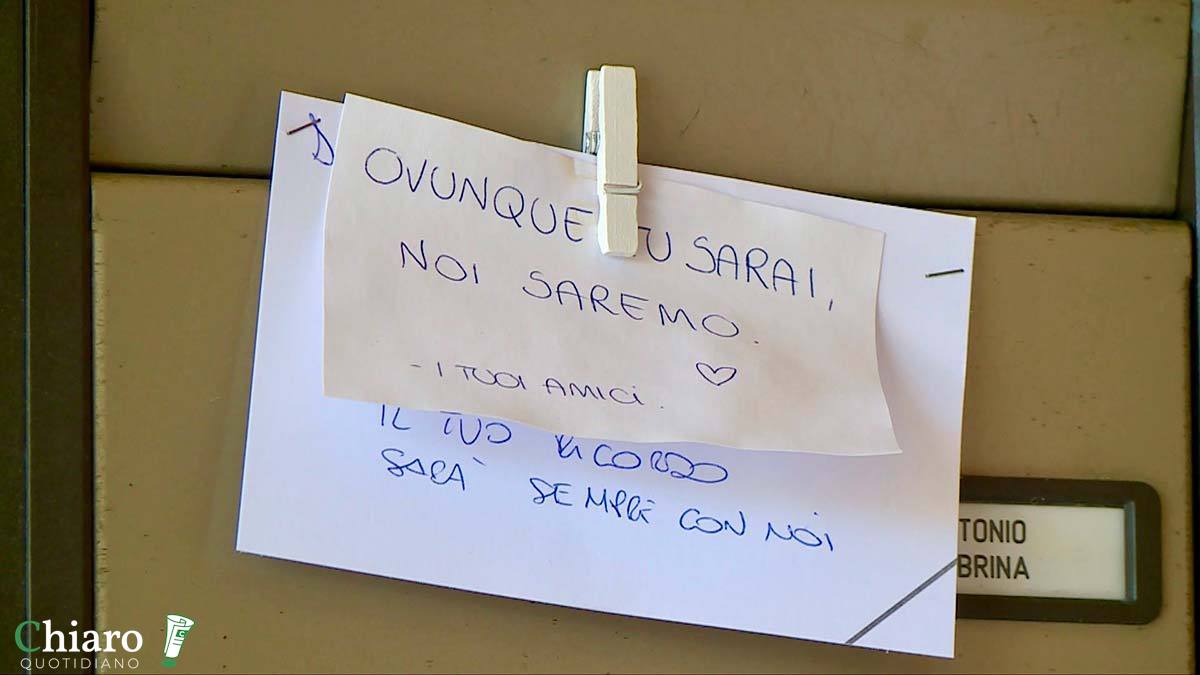 D
OVUNQUE TU SARAI,
NOI SAREMO.
- I TUOI AMICI.
IL TUO RICORDO
SARÀ SEMPRE CON NOI
TONIO
BRINA
Chiaro
QUOTIDIANO